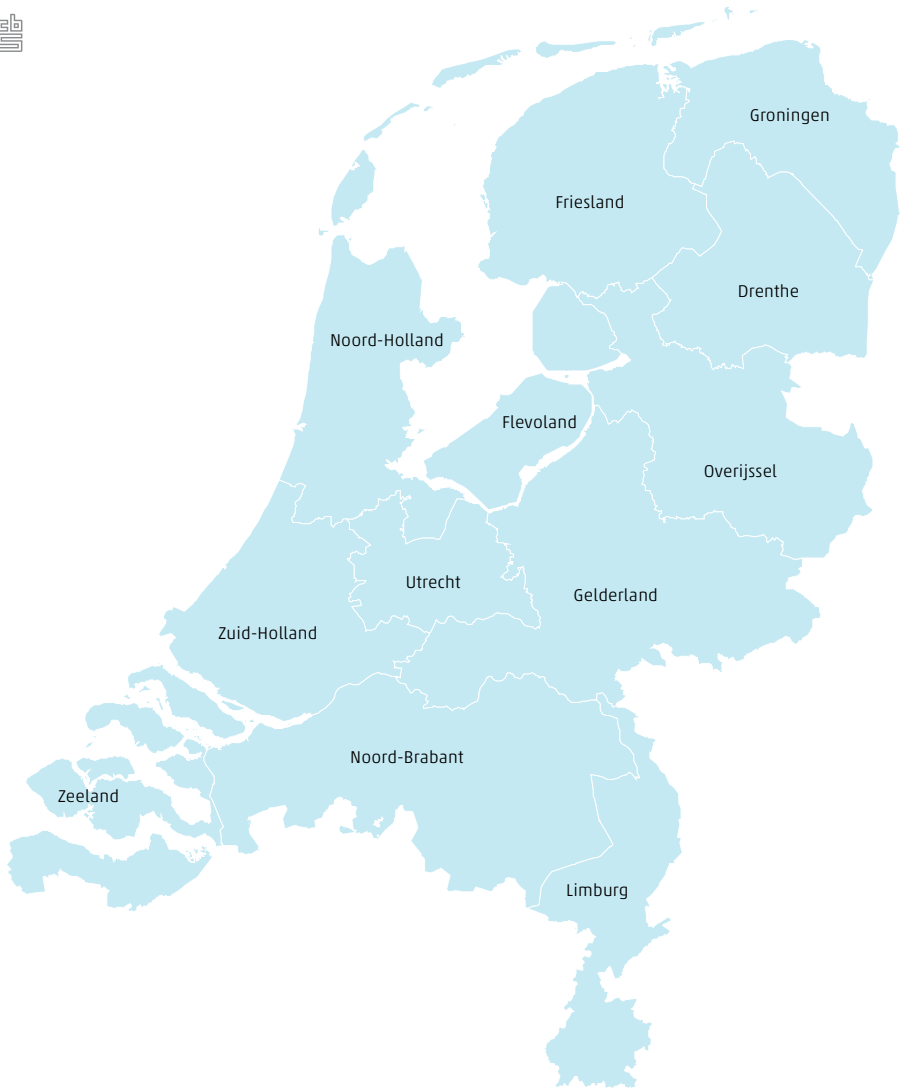 Groningen
Friesland
Drenthe
Noord-Holland
Flevoland
Overijssel
Utrecht
Gelderland
Zuid-Holland
Noord-Brabant
Zeeland
Limburg